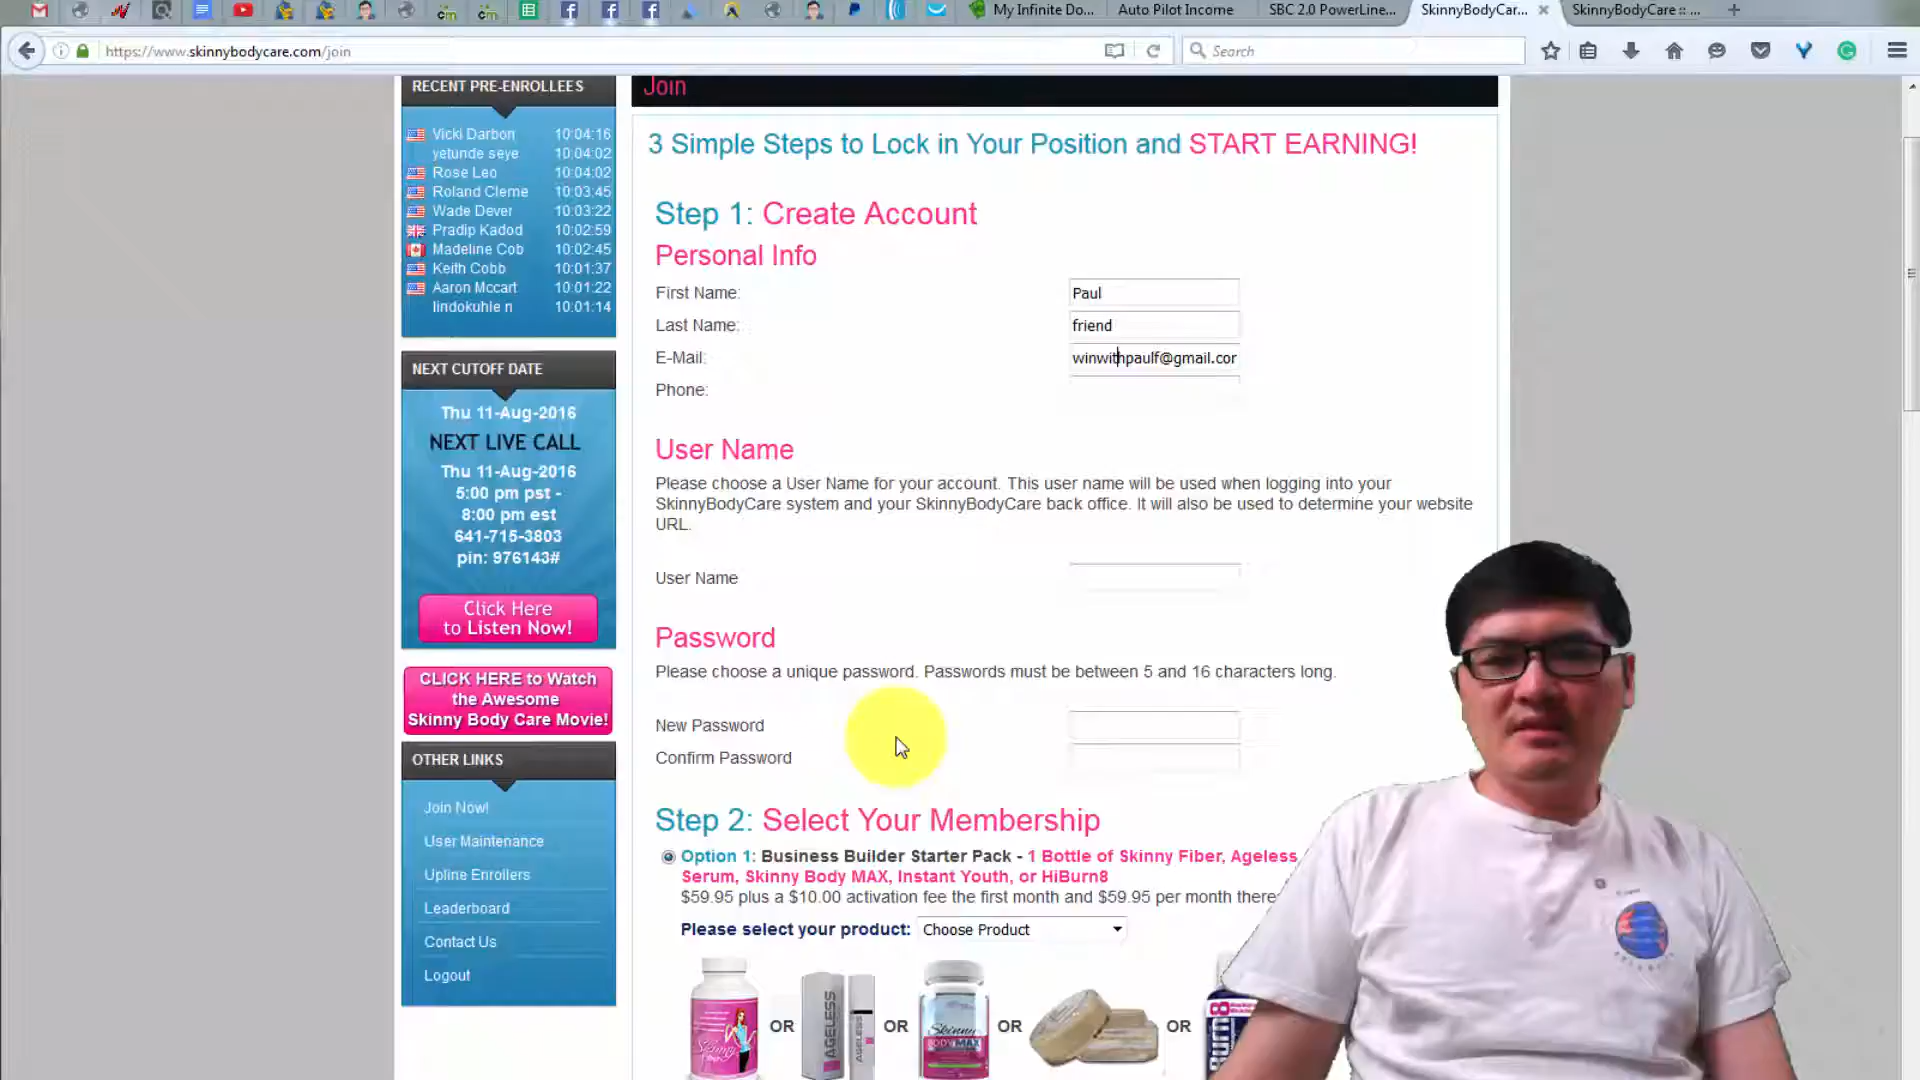 My Infinite Do...
Auto Pilot Income
SBC 2.0 PowerLine...
SkinnyBodyCar...
SkinnyBodyCare :: ...
https://www.skinnybodycare.com/join
Search
RECENT PRE-ENROLLEES
Vicki Darbon 10:04:16
yetunde seye 10:04:02
Rose Leo 10:04:02
Roland Cleme 10:03:45
Wade Dever 10:03:22
Pradip Kadod 10:02:59
Madeline Cob 10:02:45
Keith Cobb 10:01:37
Aaron Mccart 10:01:22
lindokuhle n 10:01:14
NEXT CUTOFF DATE
Thu 11-Aug-2016
NEXT LIVE CALL
Thu 11-Aug-2016
5:00 pm pst -
8:00 pm est
641-715-3803
pin: 976143#
Click Here
to Listen Now!
CLICK HERE to Watch
the Awesome
Skinny Body Care Movie!
OTHER LINKS
Join Now!
User Maintenance
Upline Enrollers
Leaderboard
Contact Us
Logout
Join
3 Simple Steps to Lock in Your Position and START EARNING!
Step 1: Create Account
Personal Info
First Name: Paul
Last Name: friend
E-Mail: winwithpaulf@gmail.cor
Phone:
User Name
Please choose a User Name for your account. This user name will be used when logging into your
SkinnyBodyCare system and your SkinnyBodyCare back office. It will also be used to determine your website
URL.
User Name
Password
Please choose a unique password. Passwords must be between 5 and 16 characters long.
New Password
Confirm Password
Step 2: Select Your Membership
Option 1: Business Builder Starter Pack - 1 Bottle of Skinny Fiber, Ageless
Serum, Skinny Body MAX, Instant Youth, or HiBurn8
$59.95 plus a $10.00 activation fee the first month and $59.95 per month there
Please select your product: Choose Product
OR OR OR OR
AGELESS
AGELESS
Skinny
BODYMAX